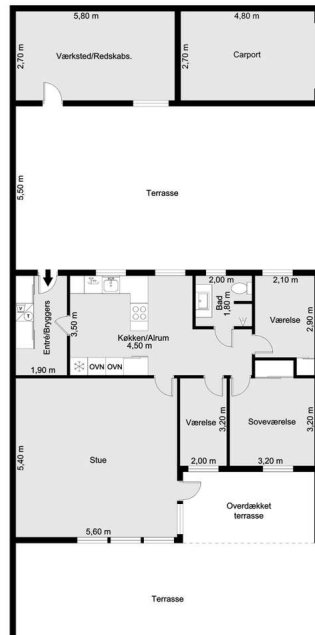 5,80 m
4,80 m
2,70 m
Værksted/Redskabs.
2,70 m
Carport
5,50 m
Terrasse
Entré/Bryggers
1,90 m
3,50 m
Køkken/Alrum
4,50 m
OVN OVN
2,00 m
Bad
1,80 m
2,10 m
Værelse
2,90 m
5,40 m
Stue
5,60 m
Værelse
3,20 m
2,00 m
Soveværelse
3,20 m
3,20 m
Overdækket
terrasse
Terrasse